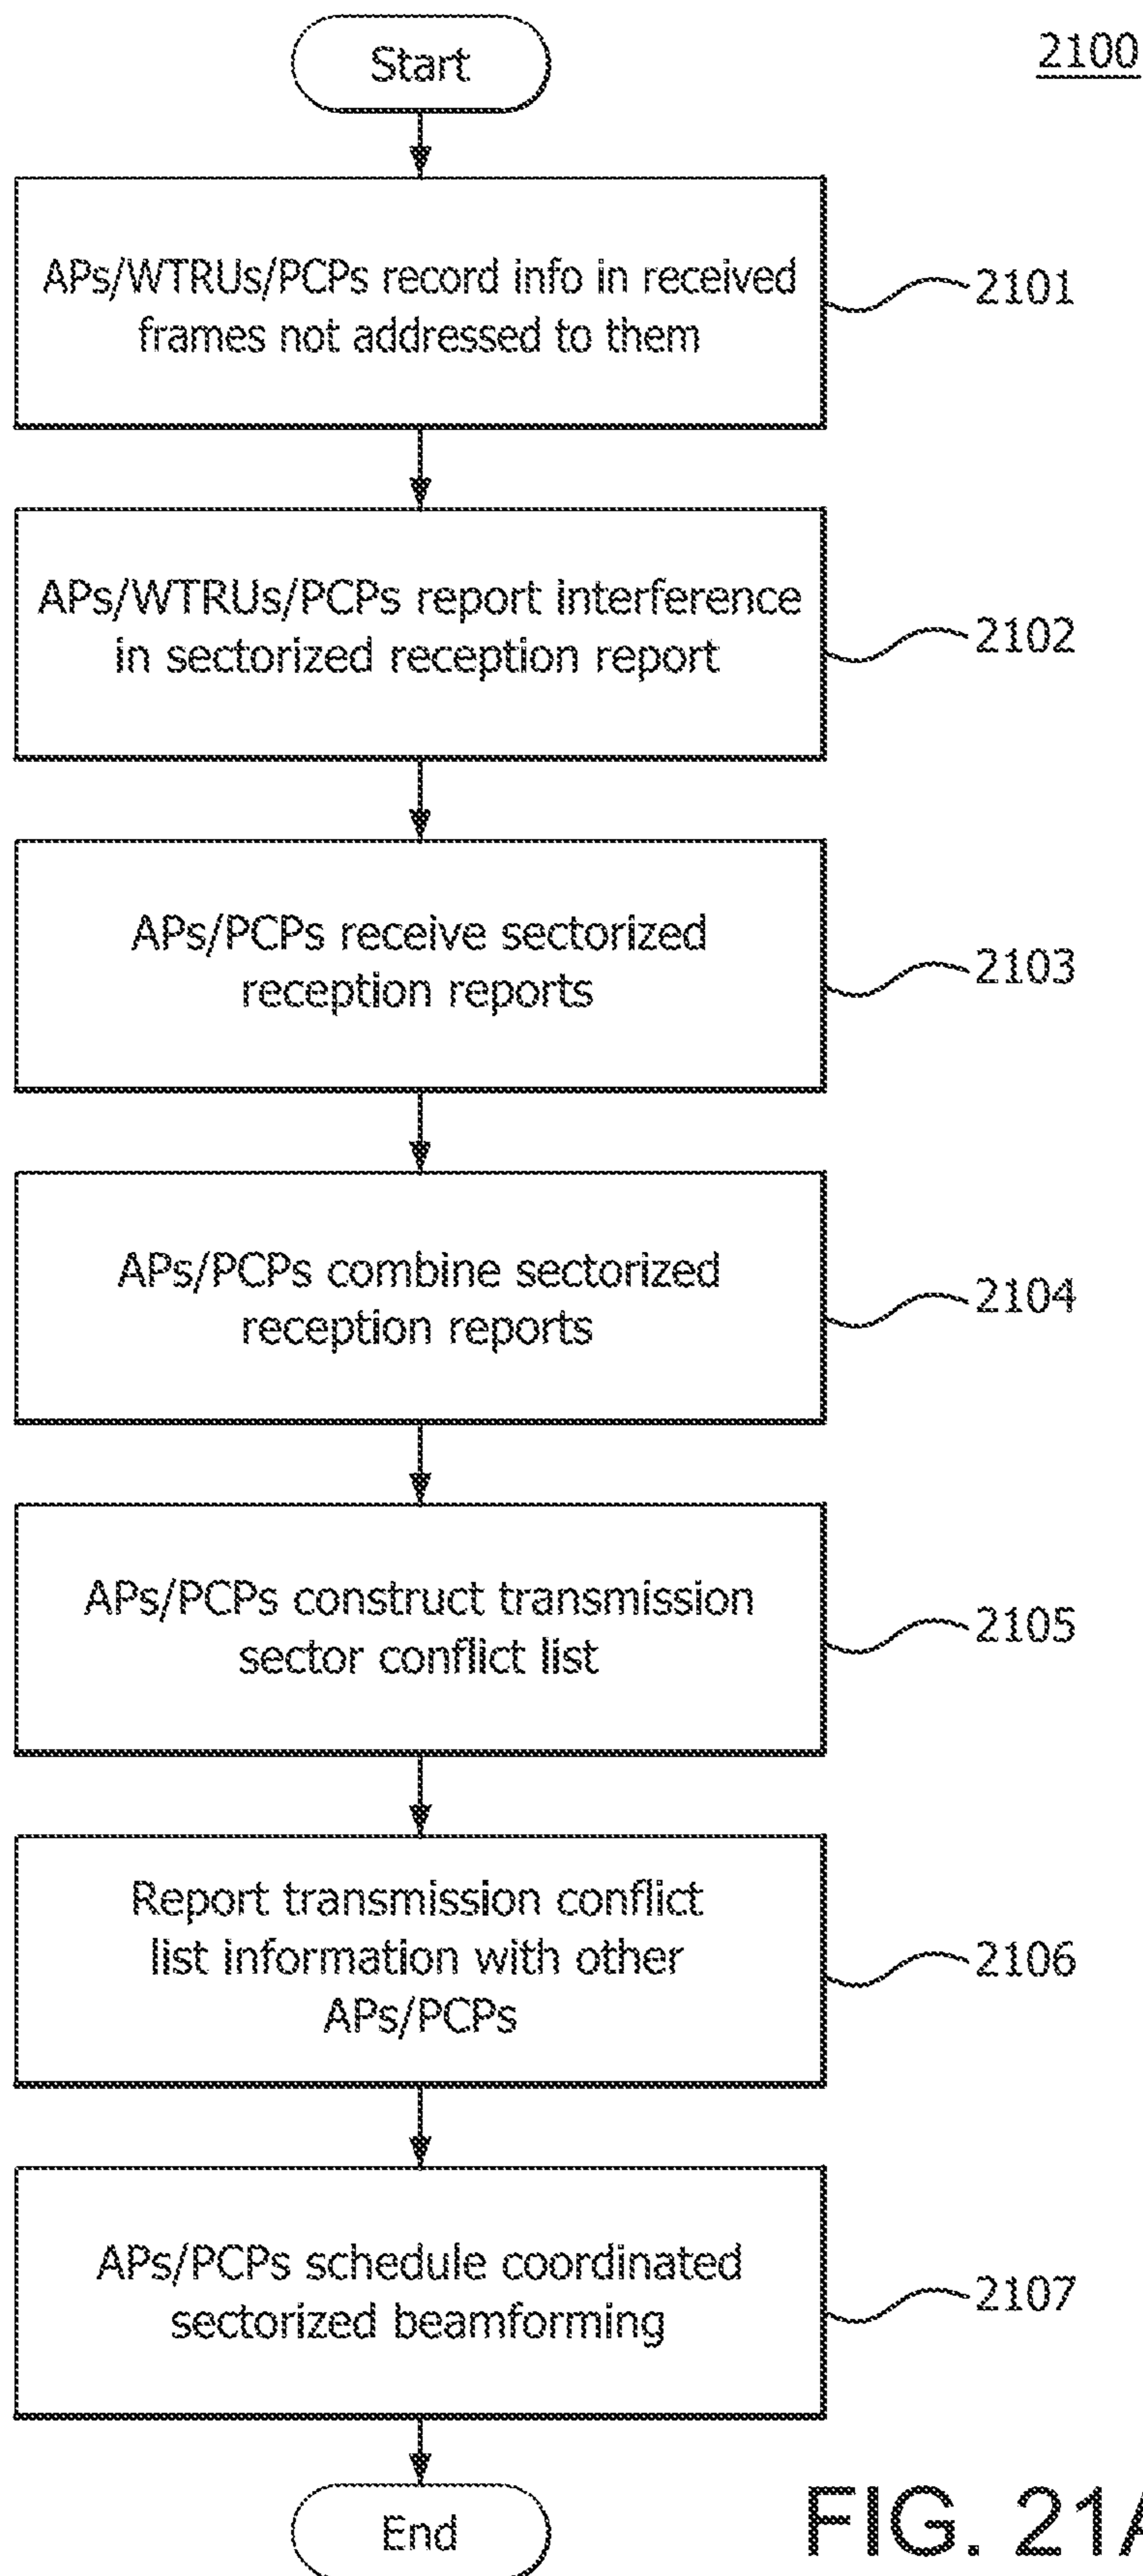 Start
2100
APs/WTRUs/PCPs record info in received
frames not addressed to them
2101
APs/WTRUs/PCPs report interference
in sectorized reception report
2102
APs/PCPs receive sectorized
reception reports
2103
APs/PCPs combine sectorized
reception reports
2104
APs/PCPs construct transmission
sector conflict list
2105
Report transmission conflict
list information with other
APs/PCPs
2106
APs/PCPs schedule coordinated
sectorized beamforming
2107
End
FIG. 21A